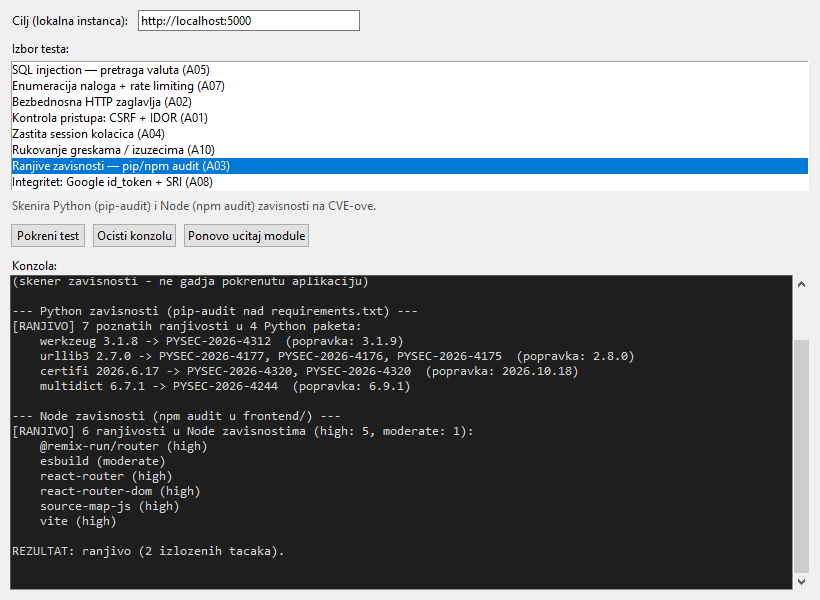 Cilj (lokalna instanca): http://localhost:5000
Izbor testa:
SQL injection — pretraga valuta (A05)
Enumeracija naloga + rate limiting (A07)
Bezbednosna HTTP zaglavlja (A02)
Kontrola pristupa: CSRF + IDOR (A01)
Zastita session kolacica (A04)
Rukovanje greskama / izuzecima (A10)
Ranjive zavisnosti — pip/npm audit (A03)
Integritet: Google id_token + SRI (A08)
Skenira Python (pip-audit) i Node (npm audit) zavisnosti na CVE-ove.
Pokreni test Ocisti konzolu Ponovo ucitaj module
Konzola:
(skener zavisnosti - ne gadja pokrenutu aplikaciju)
--- Python zavisnosti (pip-audit nad requirements.txt) ---
[RANJIVO] 7 poznatih ranjivosti u 4 Python paketa:
werkzeug 3.1.8 -> PYSEC-2026-4312 (popravka: 3.1.9)
urllib3 2.7.0 -> PYSEC-2026-4177, PYSEC-2026-4176, PYSEC-2026-4175 (popravka: 2.8.0)
certifi 2026.6.17 -> PYSEC-2026-4320, PYSEC-2026-4320 (popravka: 2026.10.18)
multidict 6.7.1 -> PYSEC-2026-4244 (popravka: 6.9.1)
--- Node zavisnosti (npm audit u frontend/) ---
[RANJIVO] 6 ranjivosti u Node zavisnostima (high: 5, moderate: 1):
@remix-run/router (high)
esbuild (moderate)
react-router (high)
react-router-dom (high)
source-map-js (high)
vite (high)
REZULTAT: ranjivo (2 izlozenih tacaka).